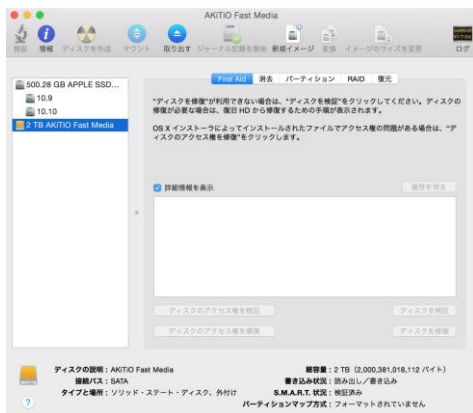 AKiTiO Fast Media
検証 情報 ディスクを作成 マウント 取り出す ジャーナル記録を開始 新規イメージ 変換 イメージのサイズを変更 ログ
500.28 GB APPLE SSD...
10.9
10.10
2 TB AKiTiO Fast Media
First Aid 消去 パーティション RAID 復元
"ディスクを修復"が利用できない場合は、"ディスクを検証"をクリックしてください。ディスクの
修復が必要な場合は、復旧 HD から修復するための手順が表示されます。
OS X インストーラによってインストールされたファイルでアクセス権の問題がある場合は、"デ
ィスクのアクセス権を修復"をクリックします。
詳細情報を表示 履歴を消去
ディスクのアクセス権を検証 ディスクを検証
ディスクのアクセス権を修復 ディスクを修復
ディスクの説明：AKiTiO Fast Media 総容量：2 TB (2,000,381,018,112 バイト)
接続バス：SATA 書き込み状況：読み出し／書き込み
タイプと場所：ソリッド・ステート・ディスク、外付け S.M.A.R.T. 状況：検証済み
パーティションマップ方式：フォーマットされていません
?